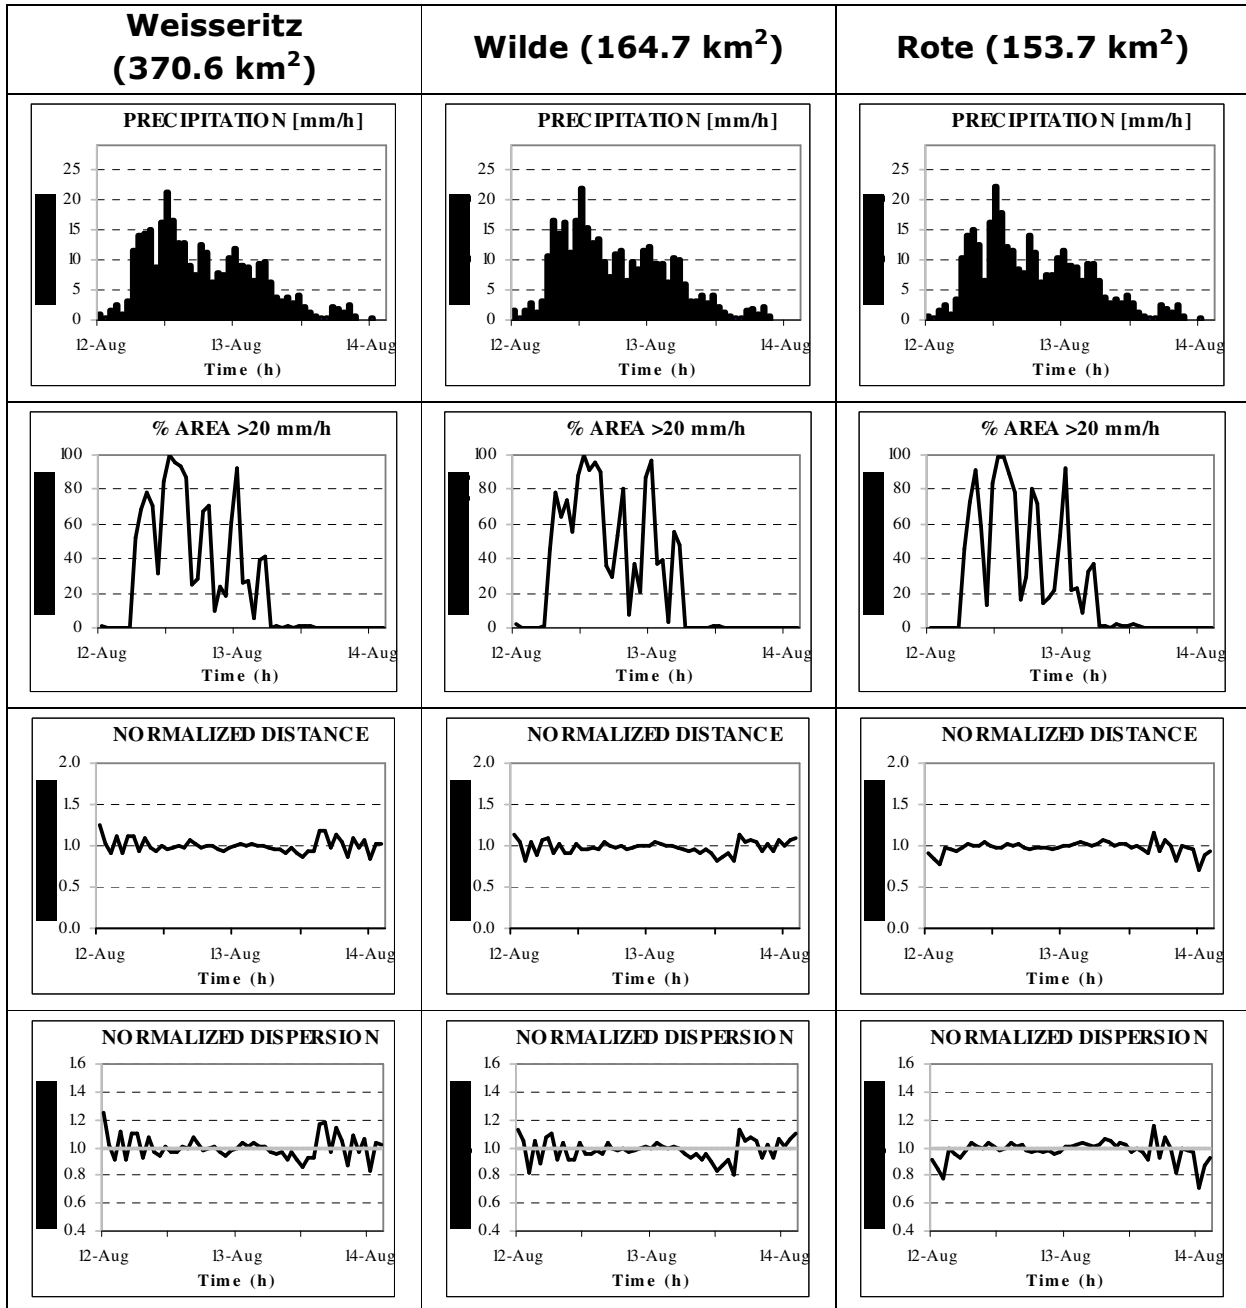 Weisseritz
(370.6 km²)
Wilde (164.7 km²)
Rote (153.7 km²)
PRECIPITATION [mm/h]
25
20
15
10
5
0
12-Aug 13-Aug 14-Aug
Time (h)
PRECIPITATION [mm/h]
25
20
15
10
5
0
12-Aug 13-Aug 14-Aug
Time (h)
PRECIPITATION [mm/h]
25
20
15
10
5
0
12-Aug 13-Aug 14-Aug
Time (h)
% AREA >20 mm/h
100
80
60
40
20
0
12-Aug 13-Aug 14-Aug
Time (h)
% AREA >20 mm/h
100
80
60
40
20
0
12-Aug 13-Aug 14-Aug
Time (h)
% AREA >20 mm/h
100
80
60
40
20
0
12-Aug 13-Aug 14-Aug
Time (h)
NORMALIZED DISTANCE
2.0
1.5
1.0
0.5
0.0
12-Aug 13-Aug 14-Aug
Time (h)
NORMALIZED DISTANCE
2.0
1.5
1.0
0.5
0.0
12-Aug 13-Aug 14-Aug
Time (h)
NORMALIZED DISTANCE
2.0
1.5
1.0
0.5
0.0
12-Aug 13-Aug 14-Aug
Time (h)
NORMALIZED DISPERSION
1.6
1.4
1.2
1.0
0.8
0.6
0.4
12-Aug 13-Aug 14-Aug
Time (h)
NORMALIZED DISPERSION
1.6
1.4
1.2
1.0
0.8
0.6
0.4
12-Aug 13-Aug 14-Aug
Time (h)
NORMALIZED DISPERSION
1.6
1.4
1.2
1.0
0.8
0.6
0.4
12-Aug 13-Aug 14-Aug
Time (h)